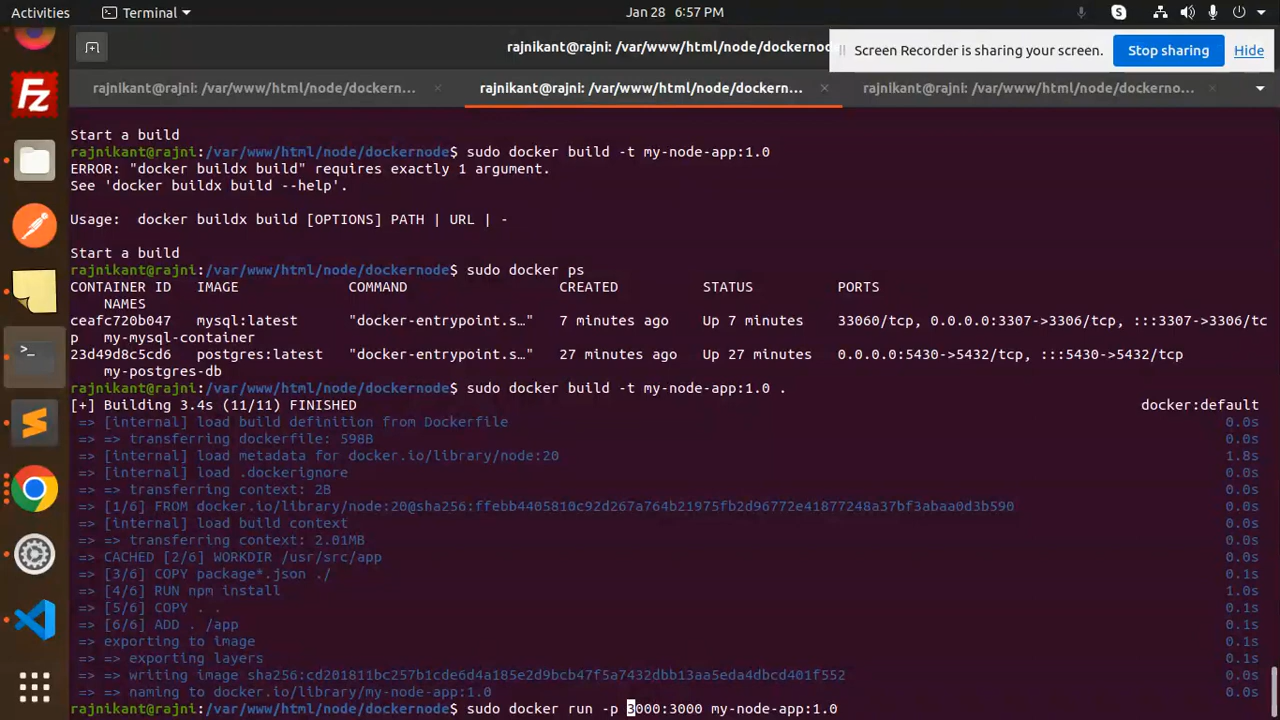 Activities Terminal Jan 28 6:57 PM
rajnikant@rajni: /var/www/html/node/dockerno
Screen Recorder is sharing your screen. Stop sharing Hide
rajnikant@rajni: /var/www/html/node/dockern... rajnikant@rajni: /var/www/html/node/dockern... rajnikant@rajni: /var/www/html/node/dockerno...
Start a build
rajnikant@rajni:/var/www/html/node/dockernode$ sudo docker build -t my-node-app:1.0
ERROR: "docker buildx build" requires exactly 1 argument.
See 'docker buildx build --help'.
Usage:  docker buildx build [OPTIONS] PATH | URL | -
Start a build
rajnikant@rajni:/var/www/html/node/dockernode$ sudo docker ps
CONTAINER ID   IMAGE             COMMAND                  CREATED          STATUS          PORTS
    NAMES
ceafc720b047   mysql:latest      "docker-entrypoint.s…"   7 minutes ago    Up 7 minutes    33060/tcp, 0.0.0.0:3307->3306/tcp, :::3307->3306/tc
p   my-mysql-container
23d49d8c5cd6   postgres:latest   "docker-entrypoint.s…"   27 minutes ago   Up 27 minutes   0.0.0.0:5430->5432/tcp, :::5430->5432/tcp
    my-postgres-db
rajnikant@rajni:/var/www/html/node/dockernode$ sudo docker build -t my-node-app:1.0 .
[+] Building 3.4s (11/11) FINISHED docker:default
=> [internal] load build definition from Dockerfile 0.0s
=> => transferring dockerfile: 598B 0.0s
=> [internal] load metadata for docker.io/library/node:20 1.8s
=> [internal] load .dockerignore 0.0s
=> => transferring context: 2B 0.0s
=> [1/6] FROM docker.io/library/node:20@sha256:ffebb4405810c92d267a764b21975fb2d96772e41877248a37bf3abaa0d3b590 0.0s
=> [internal] load build context 0.0s
=> => transferring context: 2.01MB 0.0s
=> CACHED [2/6] WORKDIR /usr/src/app 0.0s
=> [3/6] COPY package*.json ./ 0.1s
=> [4/6] RUN npm install 1.0s
=> [5/6] COPY . . 0.1s
=> [6/6] ADD . /app 0.1s
=> exporting to image 0.1s
=> => exporting layers 0.1s
=> => writing image sha256:cd201811bc257b1cde6d4a185e2d9bcb47f5a7432dbb13aa5eda4dbcd401f552 0.0s
=> => naming to docker.io/library/my-node-app:1.0 0.0s
rajnikant@rajni:/var/www/html/node/dockernode$ sudo docker run -p 3000:3000 my-node-app:1.0